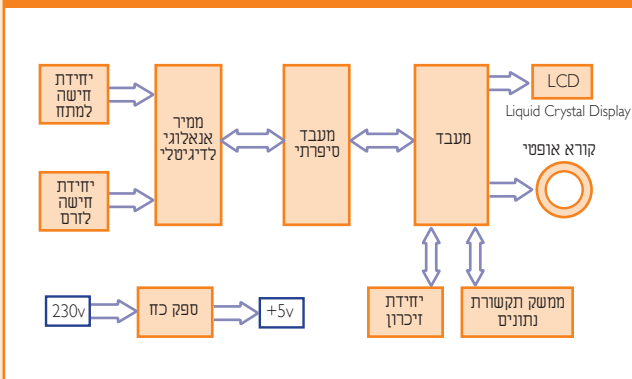 יחידת
חישה
למתח
ממיר
אנאלוגי
לדיגיטלי
מעבד
סיפרתי
מעבד
LCD
Liquid Crystal Display
קורא אופטי
יחידת
חישה
לזרם
230v
ספק כח
+5v
יחידת
זיכרון
ממשק תקשורת
נתונים